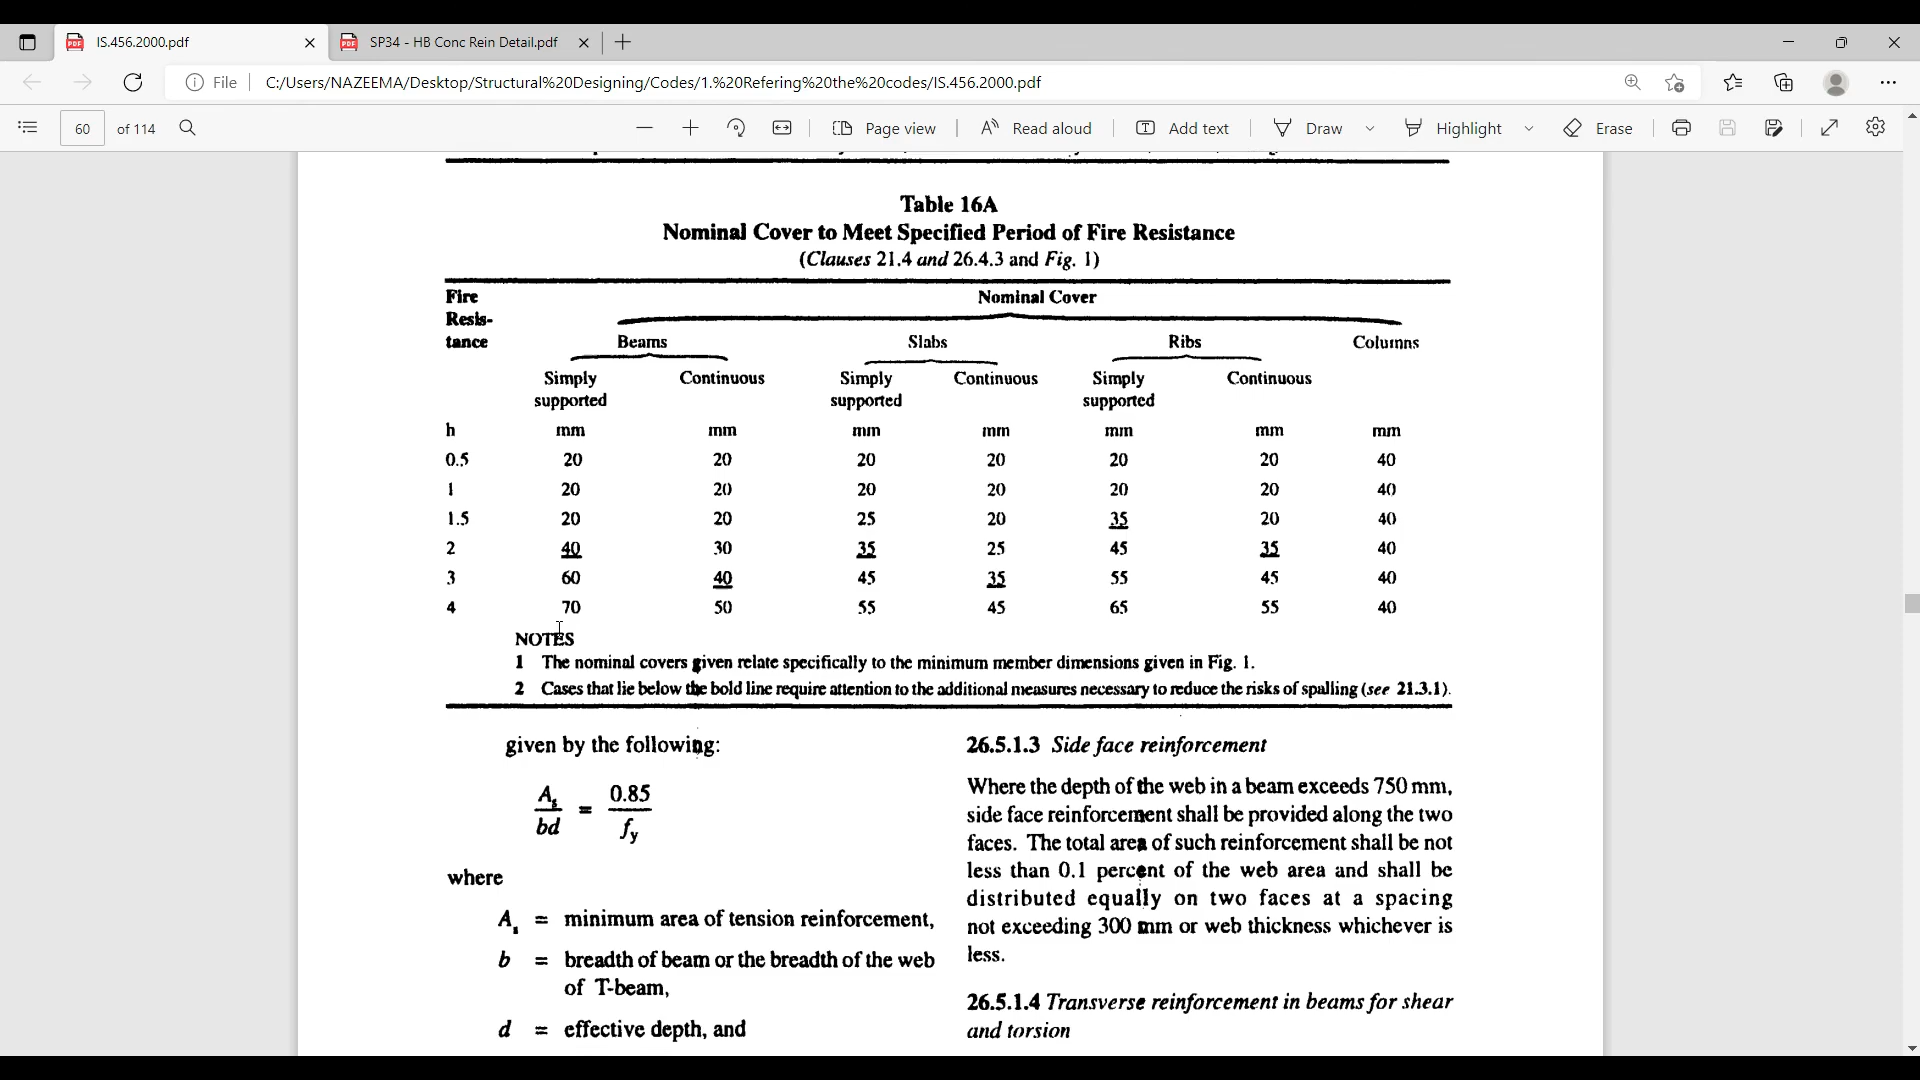 IS.456.2000.pdf
SP34 - HB Conc Rein Detail.pdf
File
C:/Users/NAZEEMA/Desktop/Structural%20Designing/Codes/1.%20Refering%20the%20codes/IS.456.2000.pdf
60 of 114
Page view
Read aloud
Add text
Draw
Highlight
Erase
Table 16A
Nominal Cover to Meet Specified Period of Fire Resistance
(Clauses 21.4 and 26.4.3 and Fig. 1)
Fire Nominal Cover
Resis-
tance Beams Slabs Ribs Columns
Simply Continuous Simply Continuous Simply Continuous
supported supported supported
h mm mm mm mm mm mm mm
0.5 20 20 20 20 20 20 40
1 20 20 20 20 20 20 40
1.5 20 20 25 20 35 20 40
2 40 30 35 25 45 35 40
3 60 40 45 35 55 45 40
4 70 50 55 45 65 55 40
NOTES
1 The nominal covers given relate specifically to the minimum member dimensions given in Fig. 1.
2 Cases that lie below the bold line require attention to the additional measures necessary to reduce the risks of spalling (see 21.3.1).
given by the following:
As/bd = 0.85/fy
where
As = minimum area of tension reinforcement,
b = breadth of beam or the breadth of the web
of T-beam,
d = effective depth, and
26.5.1.3 Side face reinforcement
Where the depth of the web in a beam exceeds 750 mm,
side face reinforcement shall be provided along the two
faces. The total area of such reinforcement shall be not
less than 0.1 percent of the web area and shall be
distributed equally on two faces at a spacing
not exceeding 300 mm or web thickness whichever is
less.
26.5.1.4 Transverse reinforcement in beams for shear
and torsion